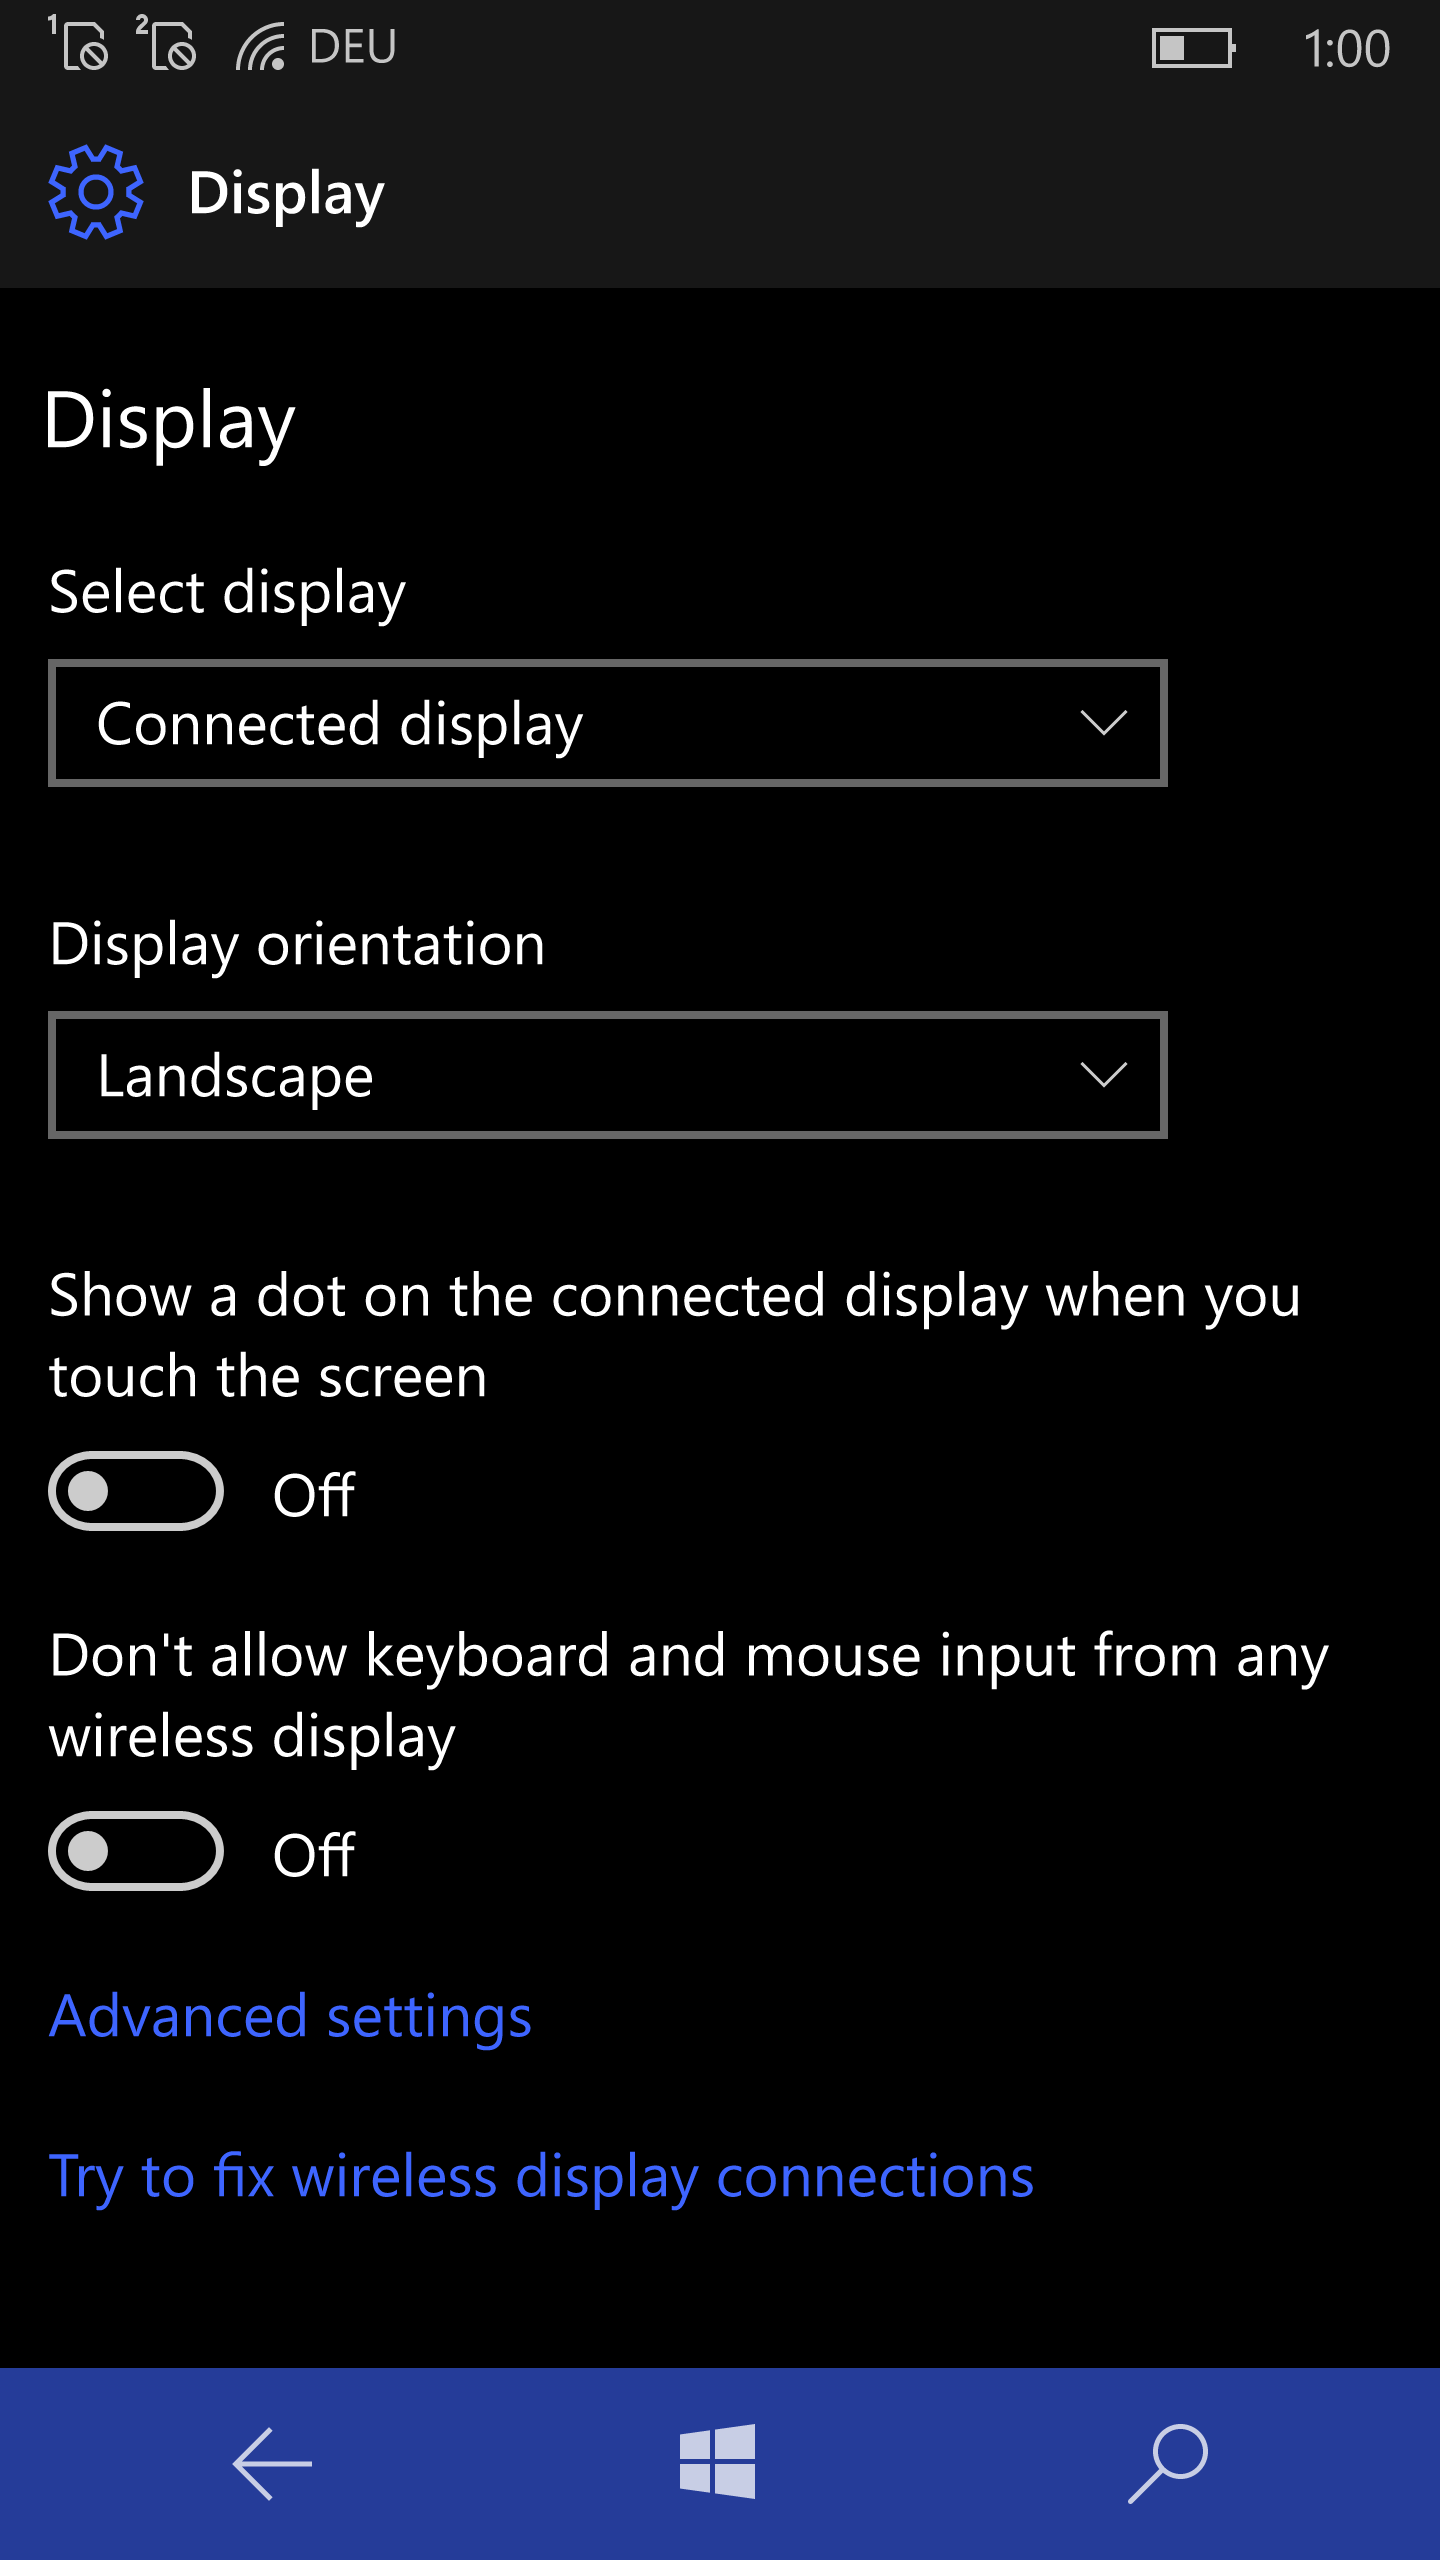 1 2 DEU 1:00
Display
Display
Select display
Connected display
Display orientation
Landscape
Show a dot on the connected display when you
touch the screen
Off
Don't allow keyboard and mouse input from any
wireless display
Off
Advanced settings
Try to fix wireless display connections